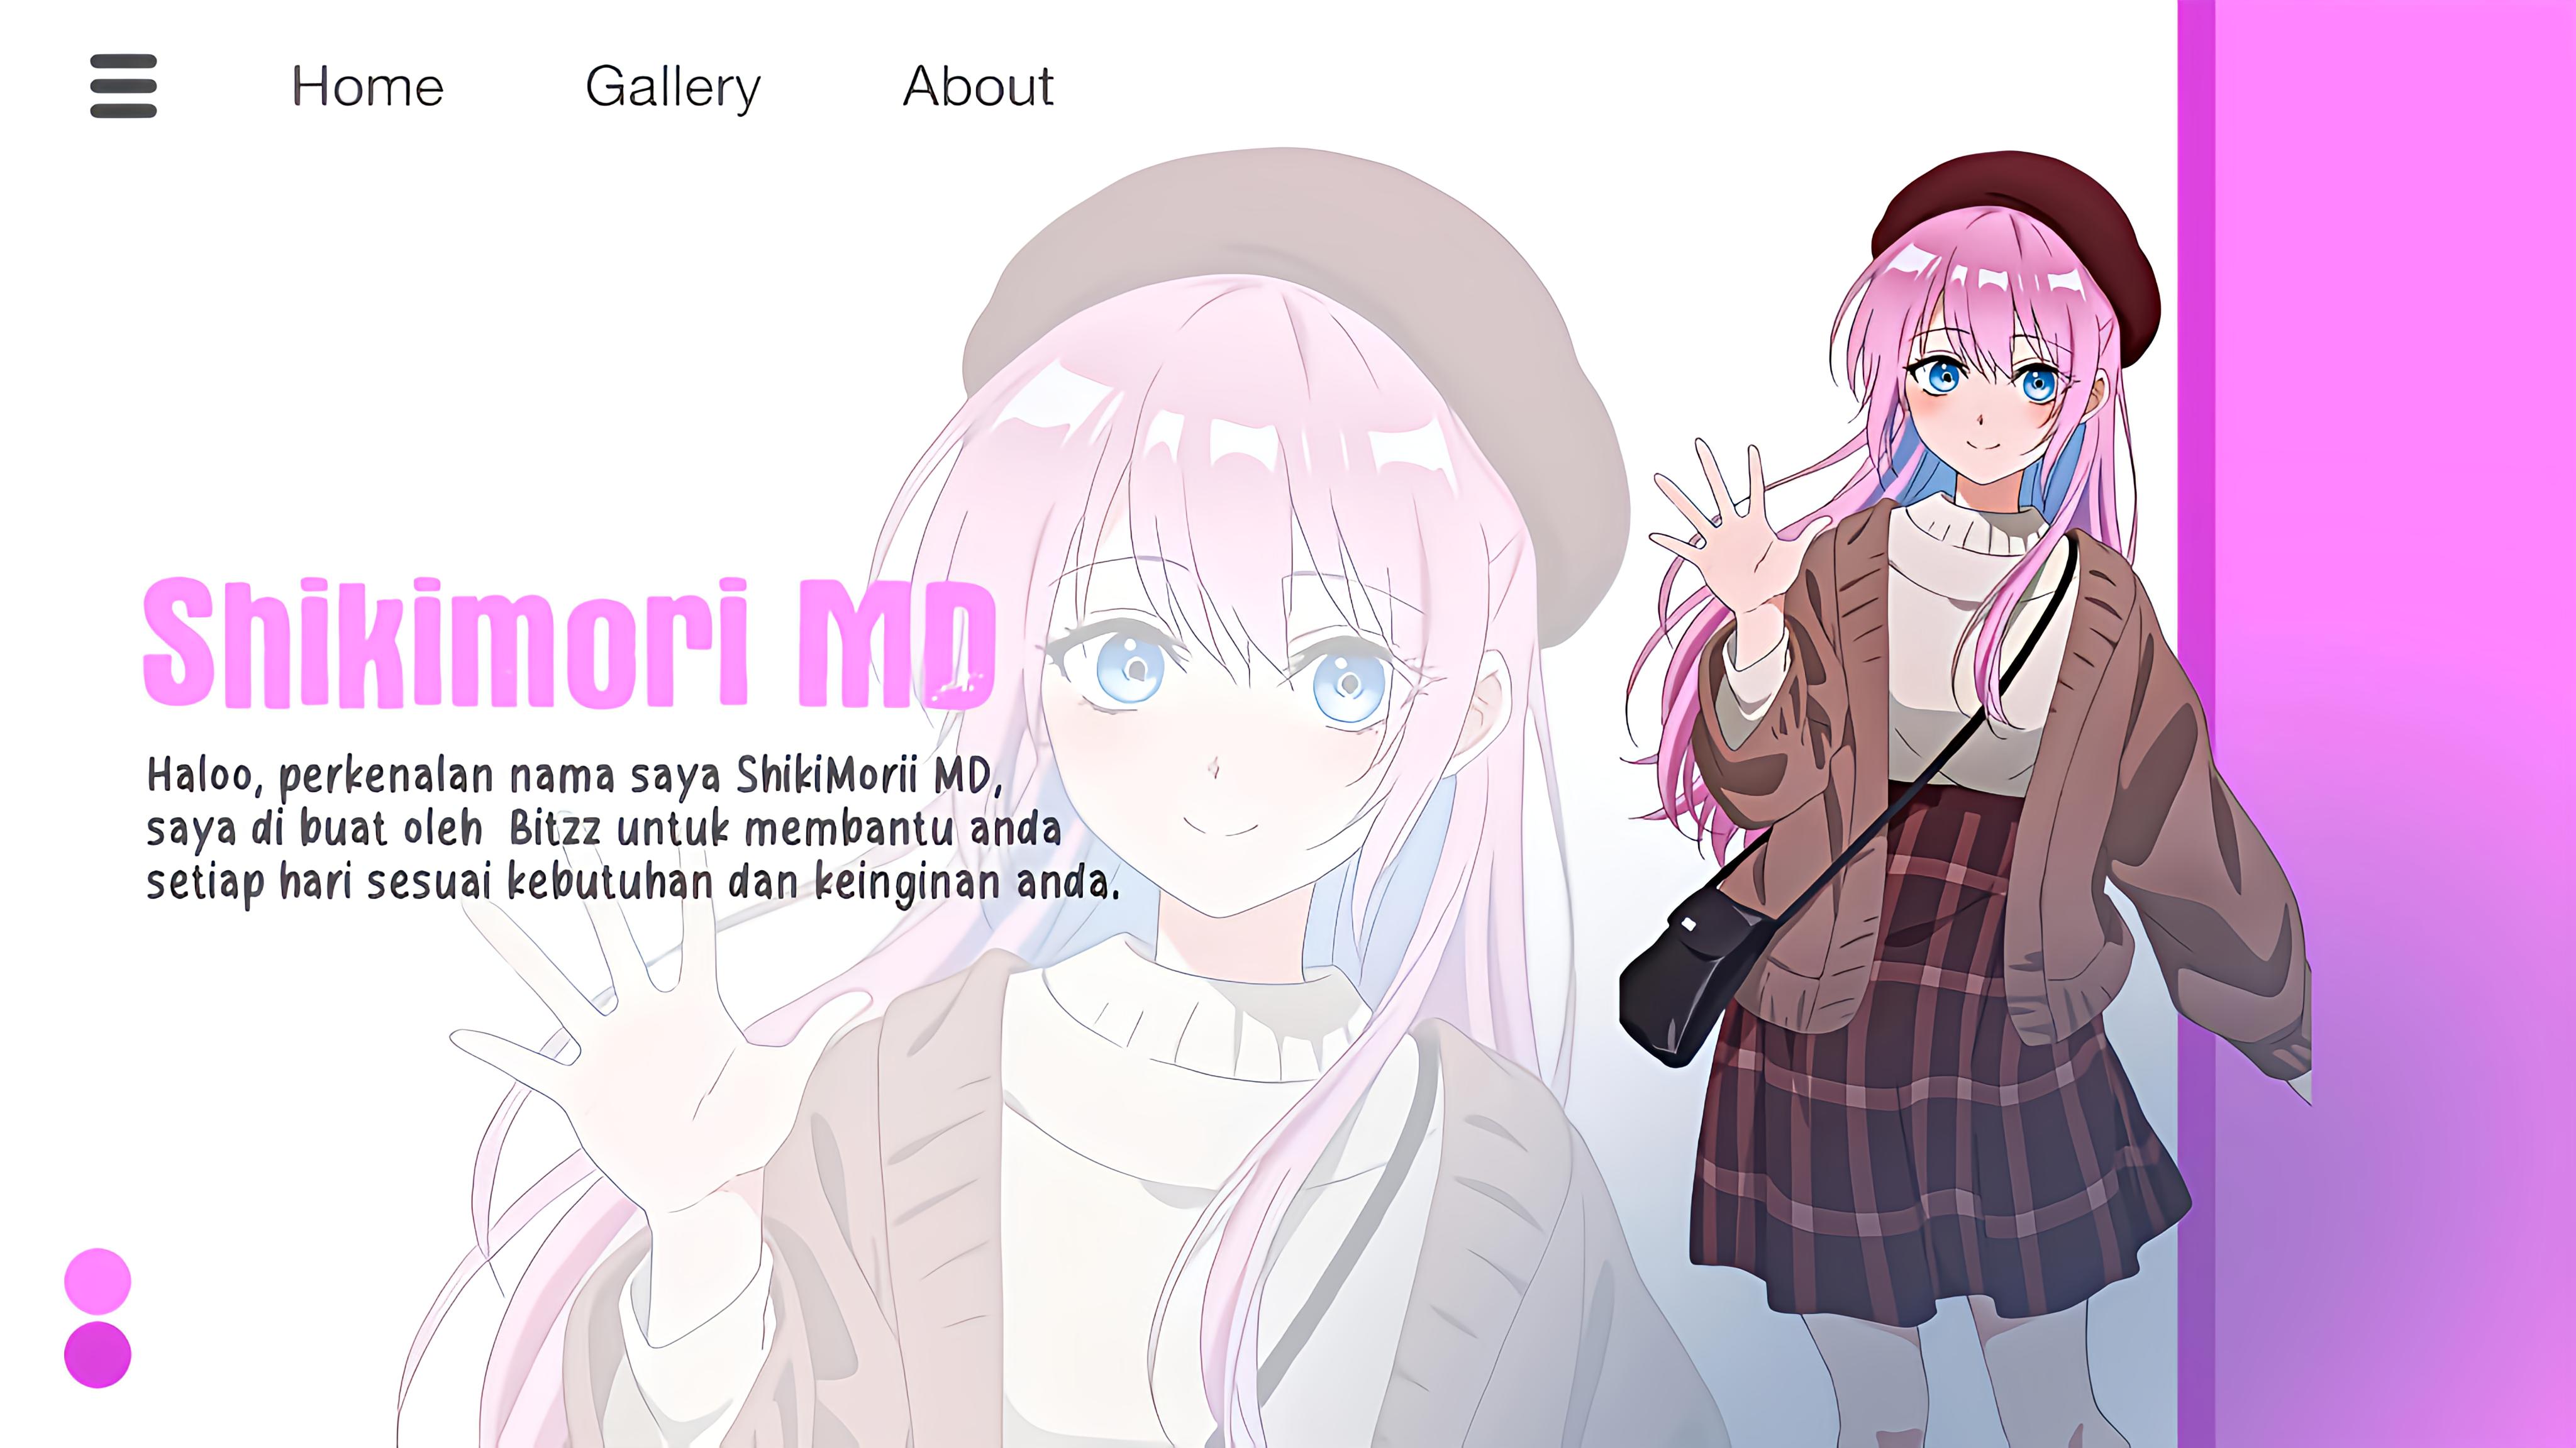 Home Gallery About
Shikimori MD
Haloo, perkenalan nama saya ShikiMorii MD,
saya di buat oleh Bitzz untuk membantu anda
setiap hari sesuai kebutuhan dan keinginan anda.